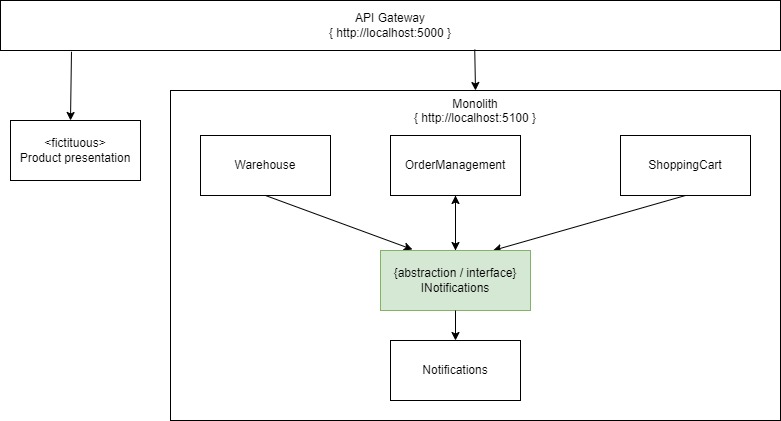 API Gateway
{ http://localhost:5000 }
Monolith
{ http://localhost:5100 }
<fictituous>
Product presentation
Warehouse
OrderManagement
ShoppingCart
{abstraction / interface}
INotifications
Notifications